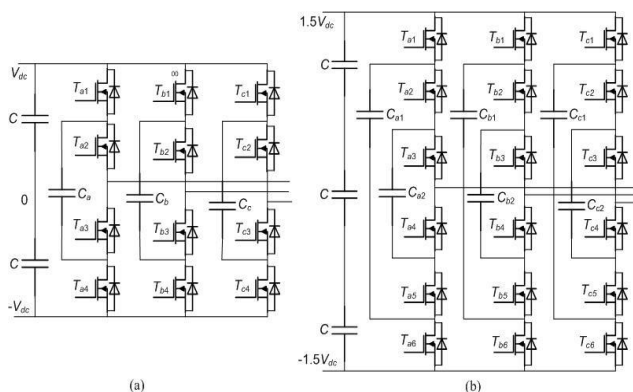 V_dc
C
0
C
-V_dc
T_a1
T_a2
T_a3
T_a4
C_a
∞
T_b1
T_b2
T_b3
T_b4
C_b
T_c1
T_c2
T_c3
T_c4
C_c
(a)
1.5V_dc
C
C
C
-1.5V_dc
T_a1
T_a2
T_a3
T_a4
T_a5
T_a6
C_a1
C_a2
T_b1
T_b2
T_b3
T_b4
T_b5
T_b6
C_b1
C_b2
T_c1
T_c2
T_c3
T_c4
T_c5
T_c6
C_c1
C_c2
(b)